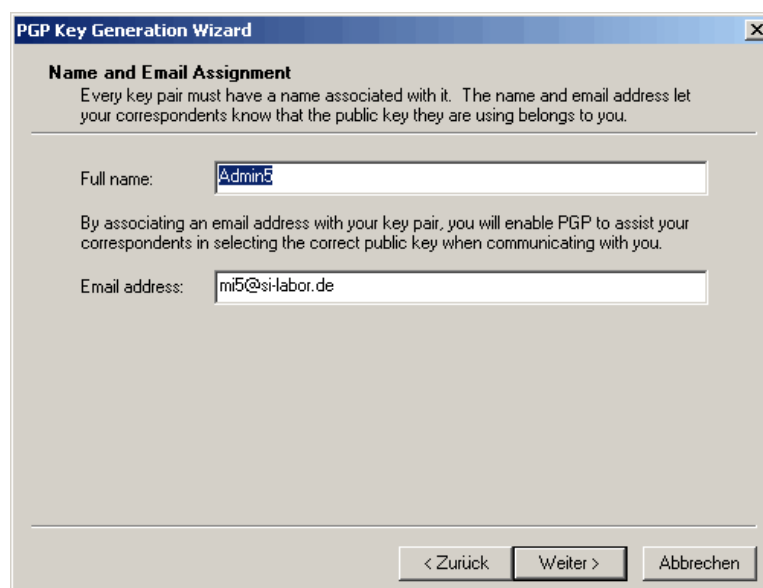 PGP Key Generation Wizard
Name and Email Assignment
Every key pair must have a name associated with it. The name and email address let
your correspondents know that the public key they are using belongs to you.
Full name: Admin5
By associating an email address with your key pair, you will enable PGP to assist your
correspondents in selecting the correct public key when communicating with you.
Email address: mi5@si-labor.de
< Zurück Weiter > Abbrechen